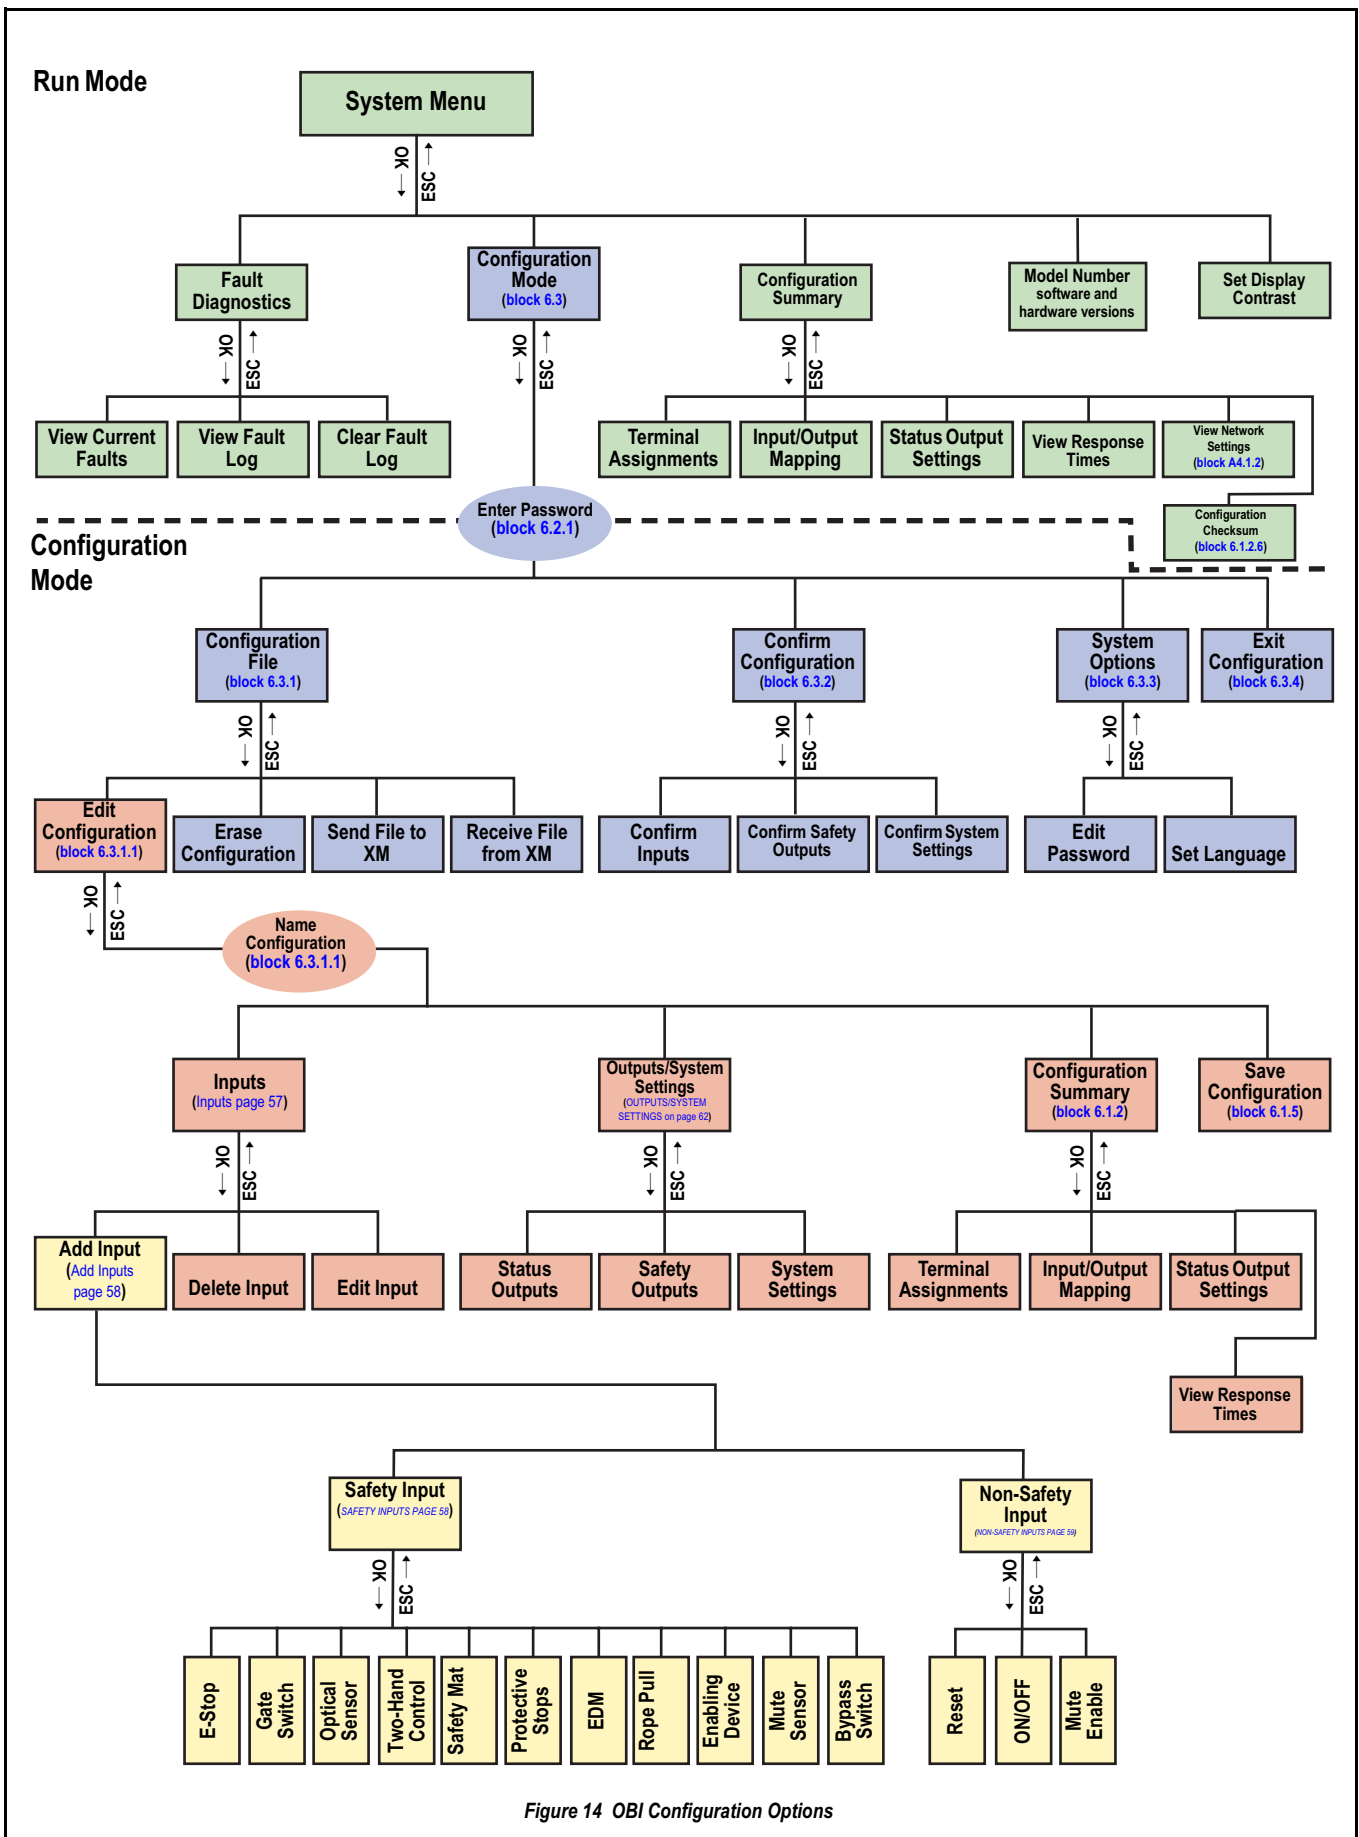 Run Mode
System Menu
OK
ESC
Fault
Diagnostics
Configuration
Mode
(block 6.3)
Configuration
Summary
Model Number
software and
hardware versions
Set Display
Contrast
OK
ESC
OK
ESC
OK
ESC
View Current
Faults
View Fault
Log
Clear Fault
Log
Terminal
Assignments
Input/Output
Mapping
Status Output
Settings
View Response
Times
View Network
Settings
(block A4.1.2)
Enter Password
(block 6.2.1)
Configuration
Checksum
(block 6.1.2.6)
Configuration
Mode
Configuration
File
(block 6.3.1)
Confirm
Configuration
(block 6.3.2)
System
Options
(block 6.3.3)
Exit
Configuration
(block 6.3.4)
OK
ESC
OK
ESC
OK
ESC
Edit
Configuration
(block 6.3.1.1)
Erase
Configuration
Send File to
XM
Receive File
from XM
Confirm
Inputs
Confirm Safety
Outputs
Confirm System
Settings
Edit
Password
Set Language
OK
ESC
Name
Configuration
(block 6.3.1.1)
Inputs
(Inputs page 57)
Outputs/System
Settings
(OUTPUTS/SYSTEM
SETTINGS on page 62)
Configuration
Summary
(block 6.1.2)
Save
Configuration
(block 6.1.5)
OK
ESC
OK
ESC
OK
ESC
Add Input
(Add Inputs
page 58)
Delete Input
Edit Input
Status
Outputs
Safety
Outputs
System
Settings
Terminal
Assignments
Input/Output
Mapping
Status Output
Settings
View Response
Times
Safety Input
(SAFETY INPUTS PAGE 58)
Non-Safety
Input
(NON-SAFETY INPUTS PAGE 59)
OK
ESC
OK
ESC
E-Stop
Gate
Switch
Optical
Sensor
Two-Hand
Control
Safety Mat
Protective
Stops
EDM
Rope Pull
Enabling
Device
Mute
Sensor
Bypass
Switch
Reset
ON/OFF
Mute
Enable
Figure 14 OBI Configuration Options